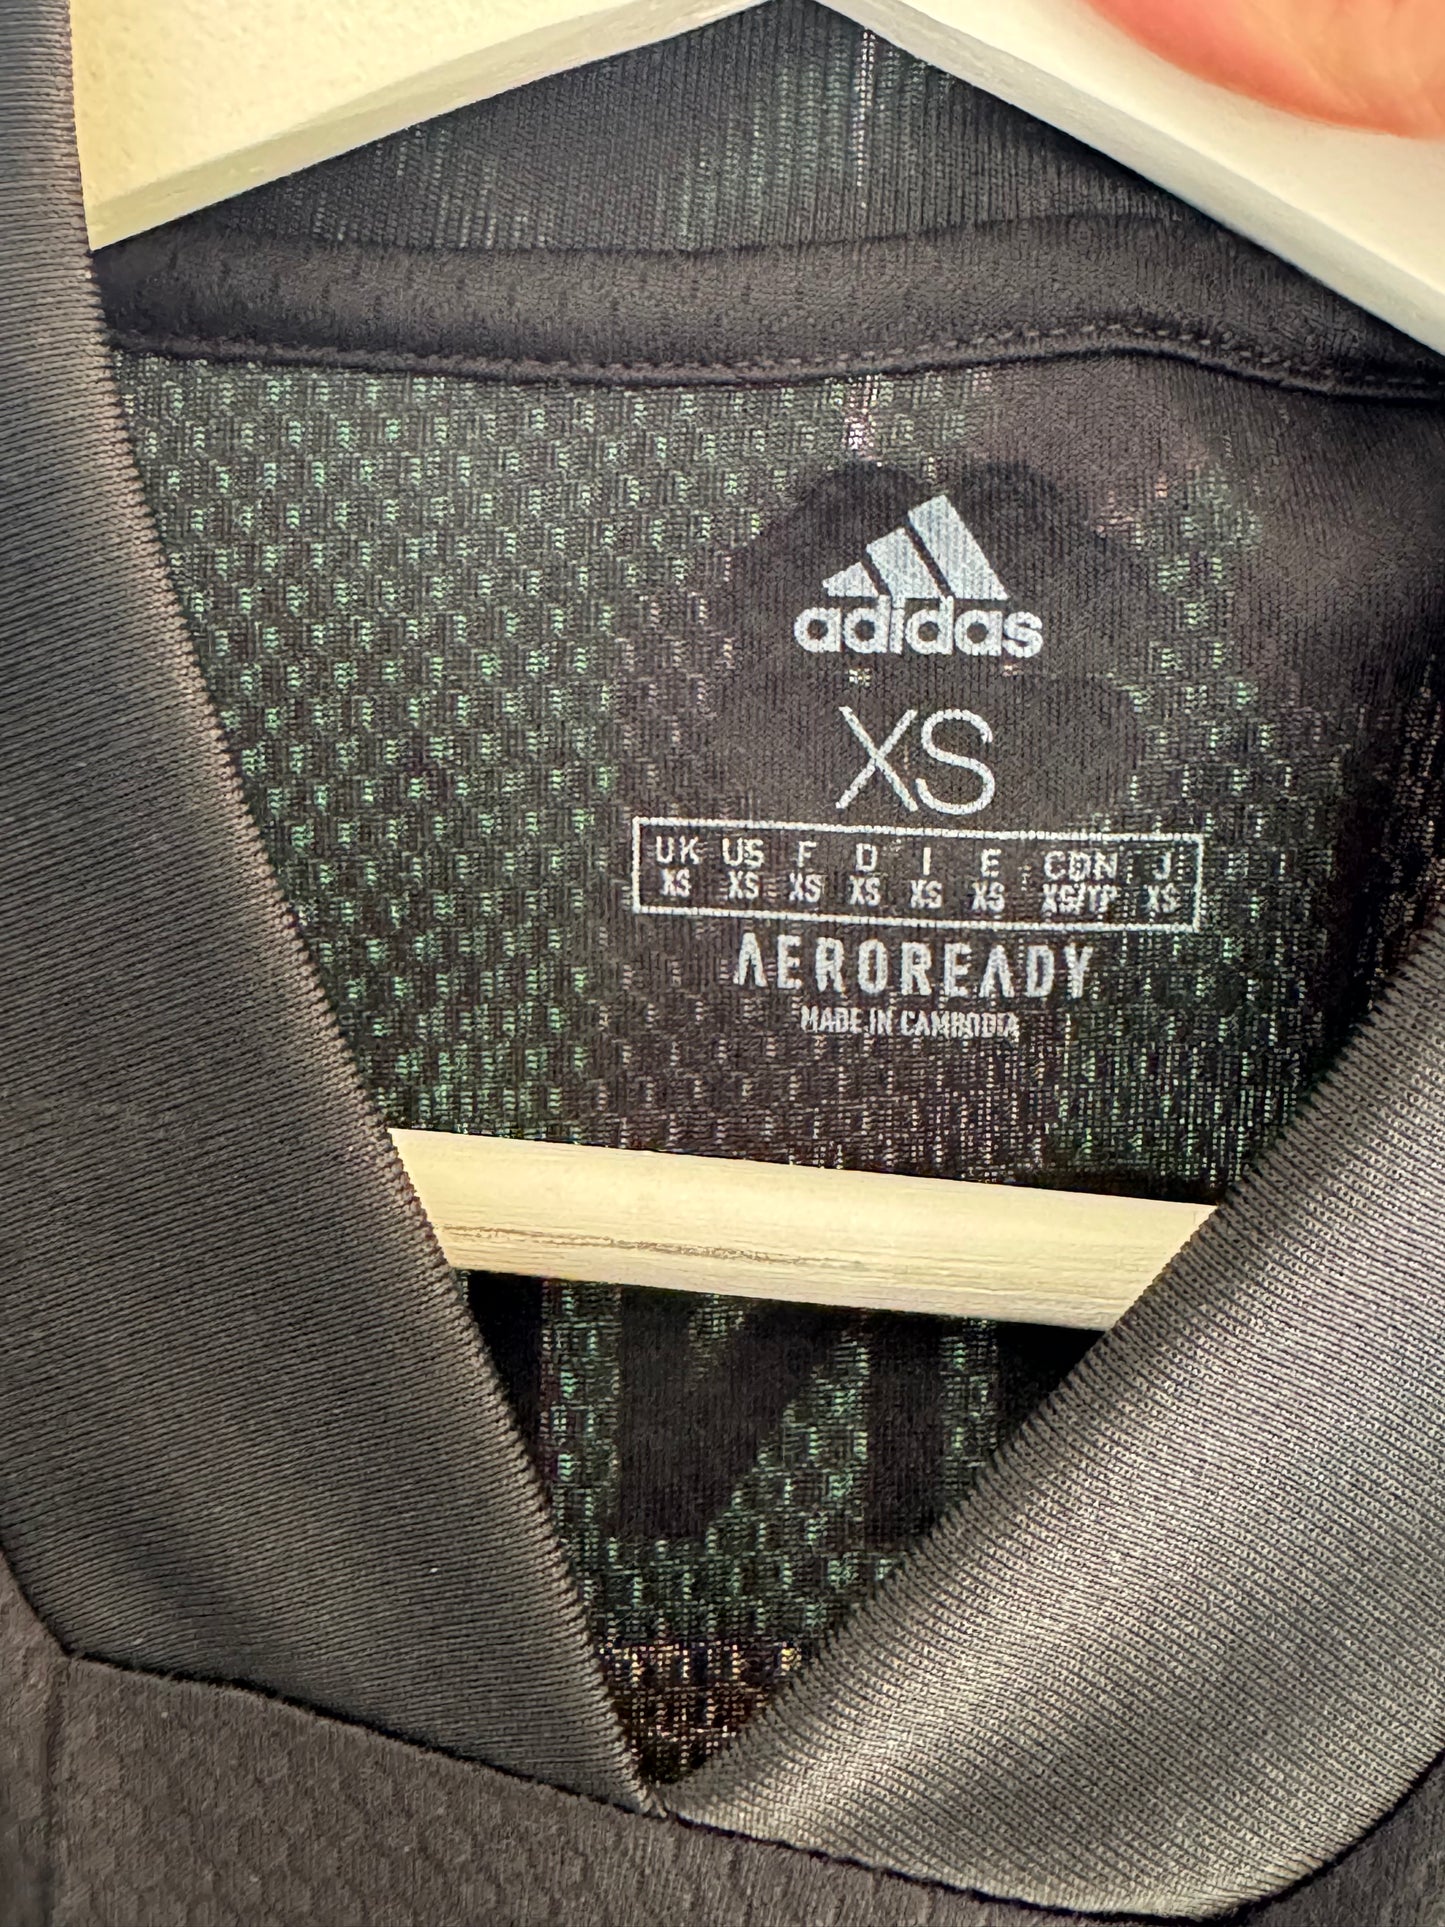 adidas
XS
UK US F D I E CDN J
XS XS XS XS XS XS XS/TP XS
AEROREADY
MADE IN CAMBODIA